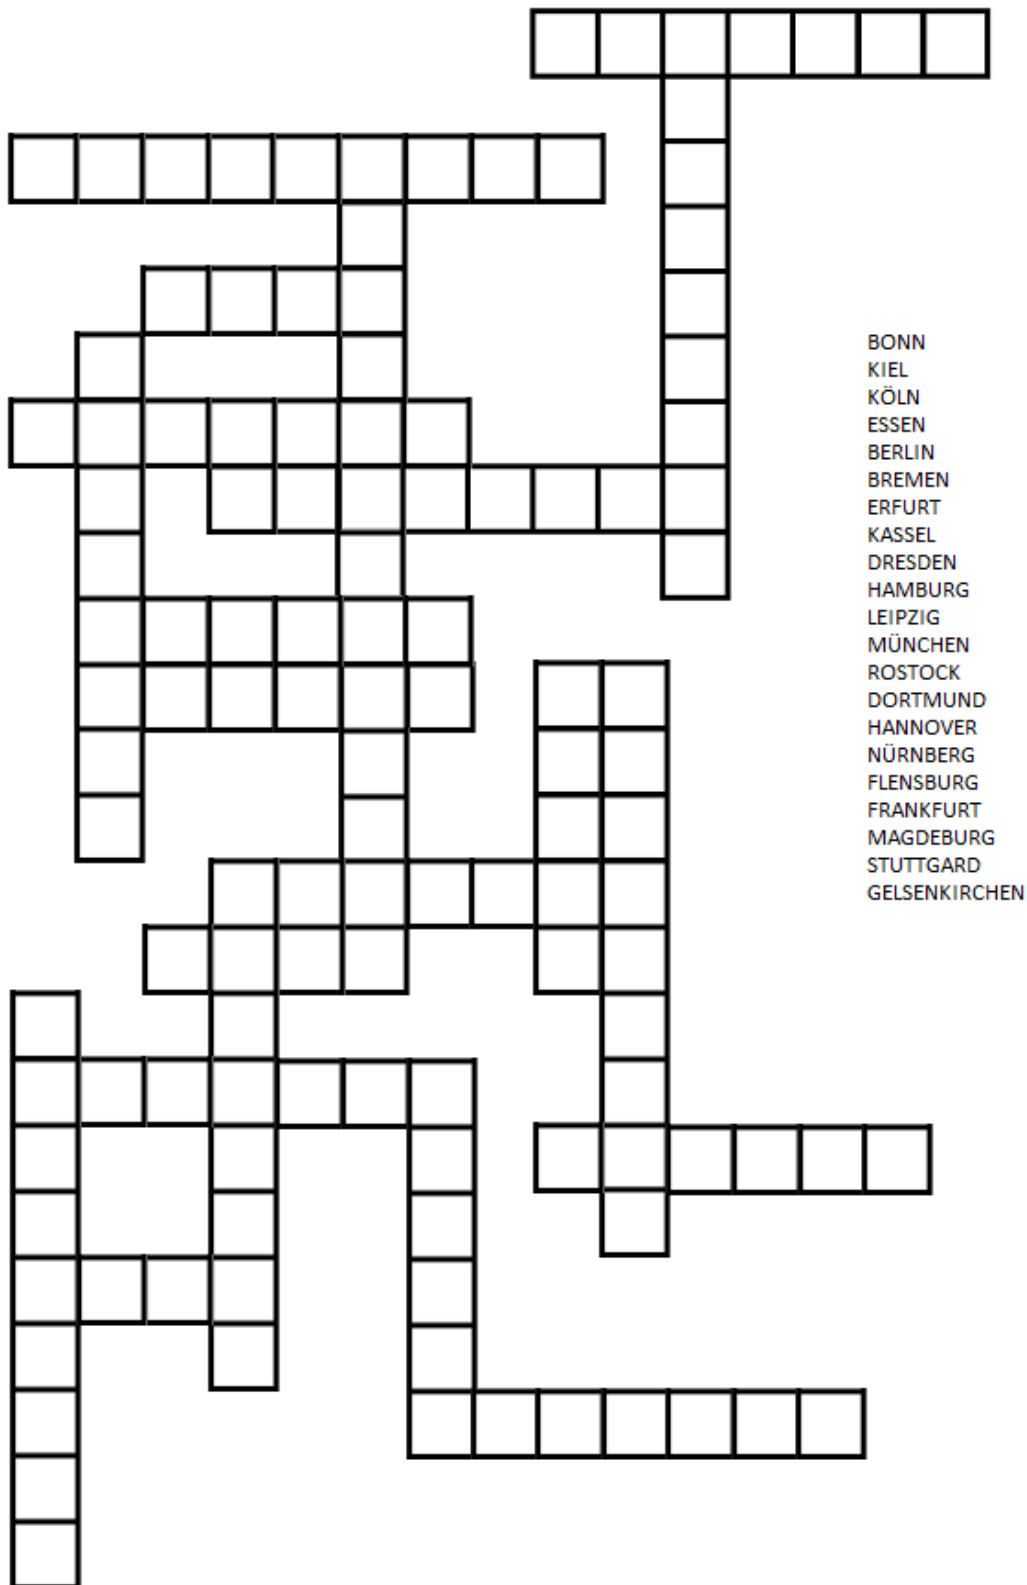 BONN
KIEL
KÖLN
ESSEN
BERLIN
BREMEN
ERFURT
KASSEL
DRESDEN
HAMBURG
LEIPZIG
MÜNCHEN
ROSTOCK
DORTMUND
HANNOVER
NÜRNBERG
FLENSBURG
FRANKFURT
MAGDEBURG
STUTTGARD
GELSENKIRCHEN